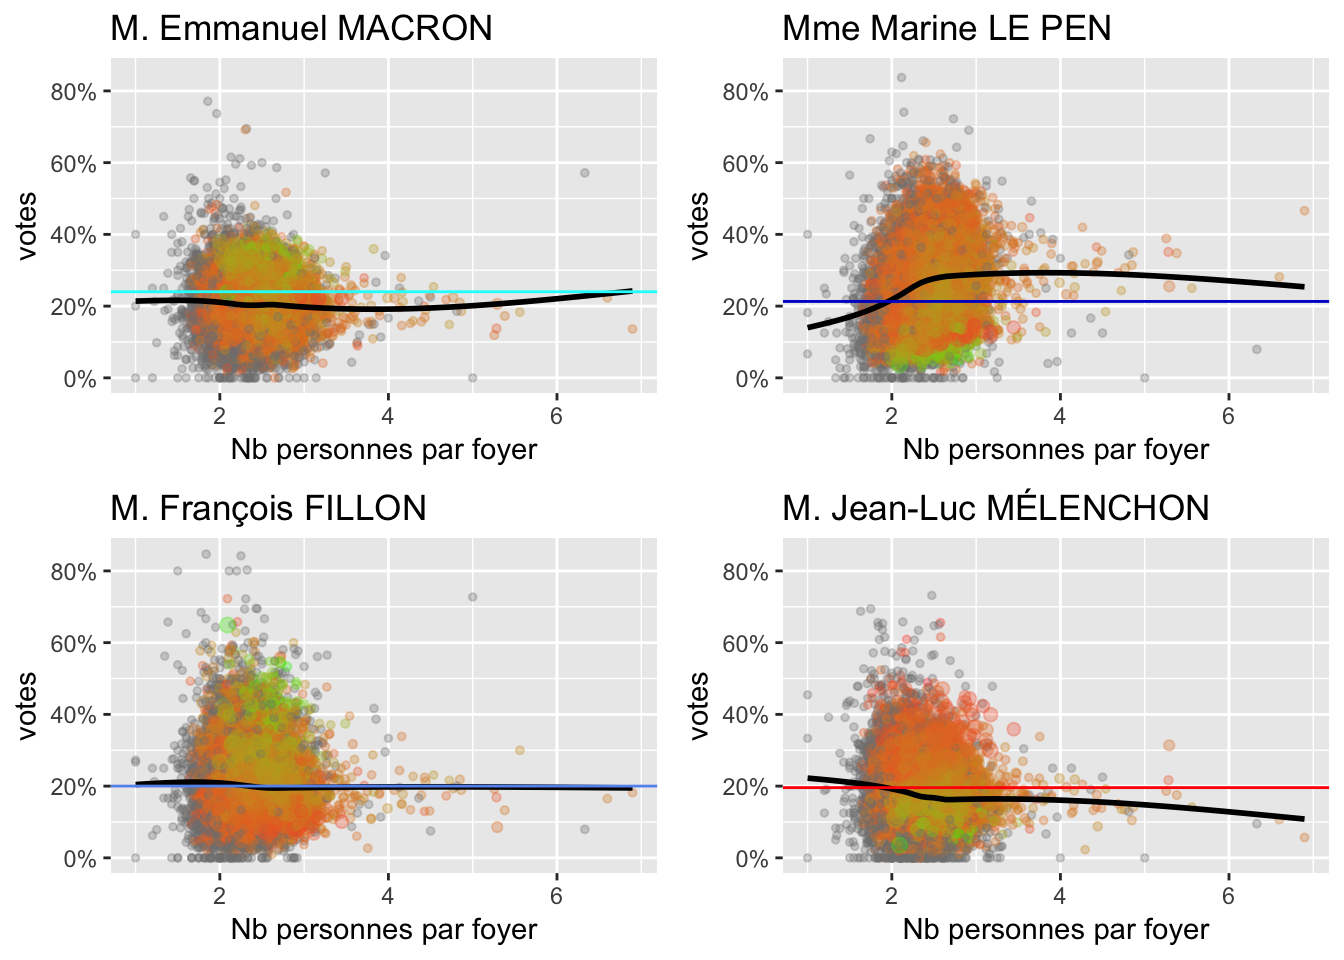 M. Emmanuel MACRON
80%
60%
40%
20%
0%
votes
2 4 6
Nb personnes par foyer
Mme Marine LE PEN
80%
60%
40%
20%
0%
votes
2 4 6
Nb personnes par foyer
M. François FILLON
80%
60%
40%
20%
0%
votes
2 4 6
Nb personnes par foyer
M. Jean-Luc MÉLENCHON
80%
60%
40%
20%
0%
votes
2 4 6
Nb personnes par foyer